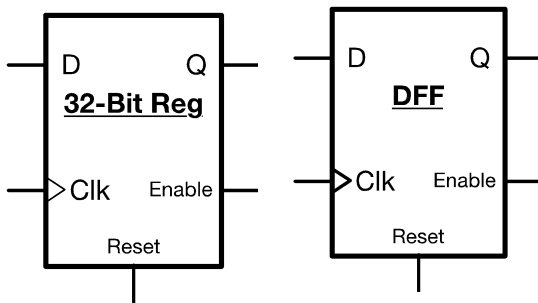 D Q
32-Bit Reg
Clk Enable
Reset
D Q
DFF
Clk Enable
Reset